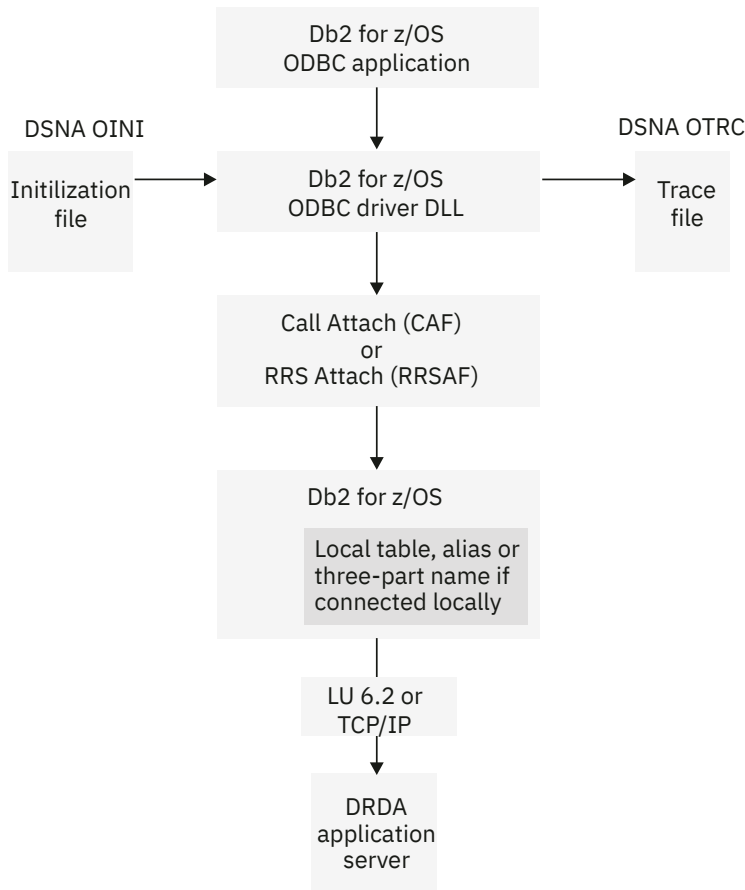 Db2 for z/OS
ODBC application
DSNA OINI
DSNA OTRC
Initilization
file
Db2 for z/OS
ODBC driver DLL
Trace
file
Call Attach (CAF)
or
RRS Attach (RRSAF)
Db2 for z/OS
Local table, alias or
three-part name if
connected locally
LU 6.2 or
TCP/IP
DRDA
application
server